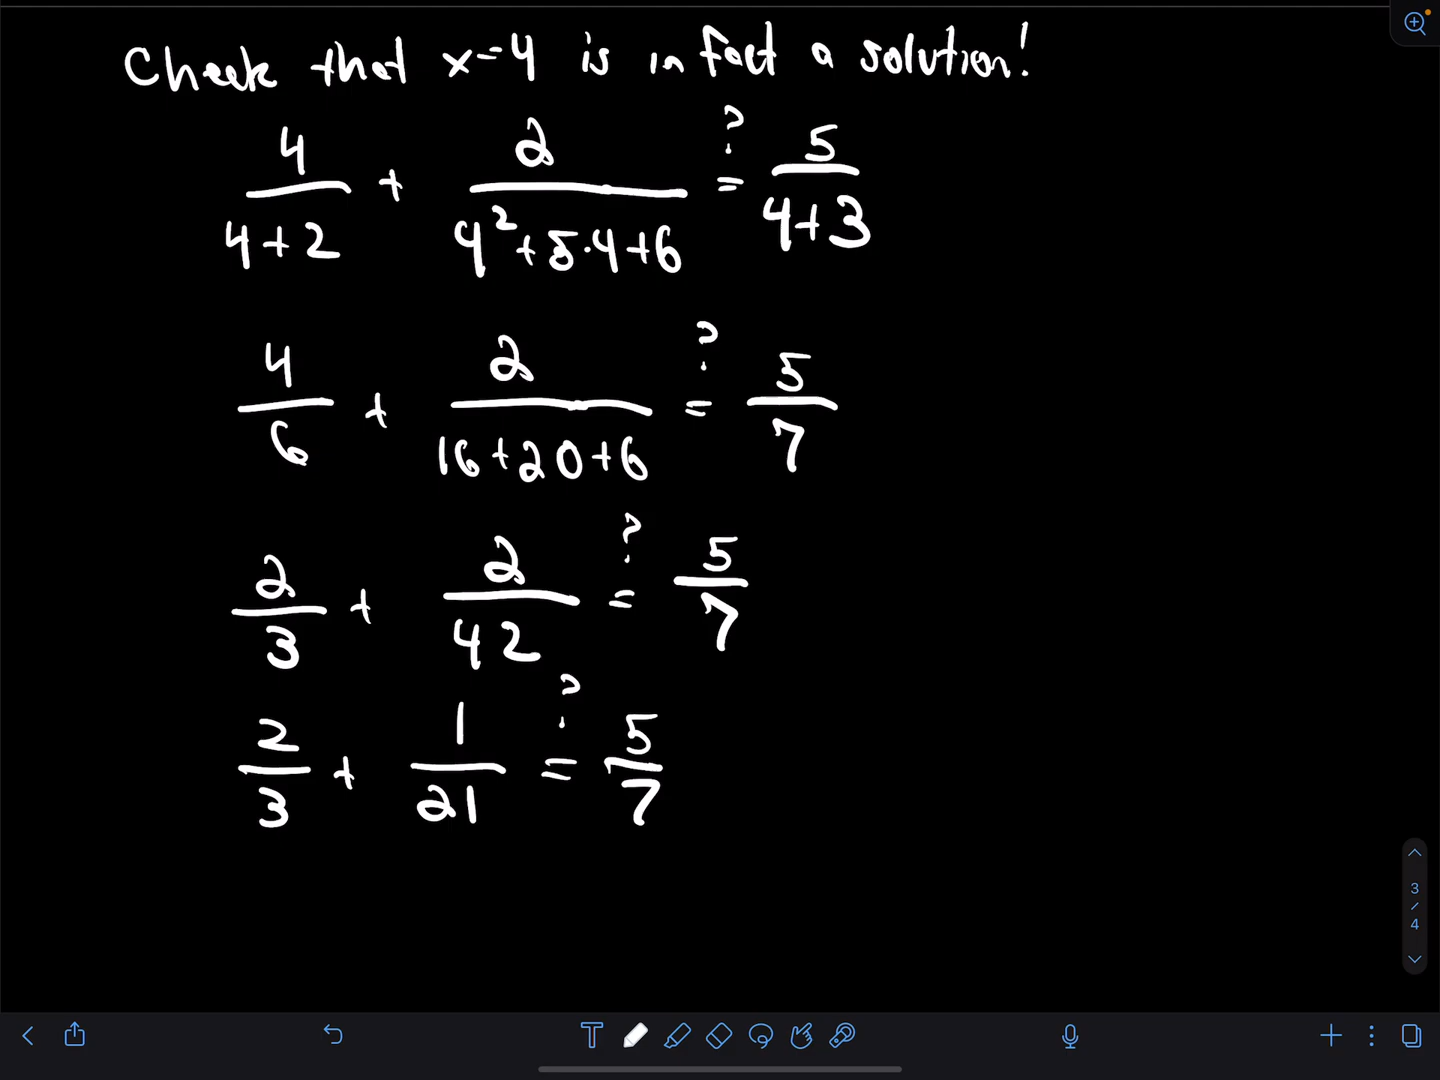 Check that x=4 is in fact a solution!
4/(4+2) + 2/(4²+5·4+6) ≟ 5/(4+3)
4/6 + 2/(16+20+6) ≟ 5/7
2/3 + 2/42 ≟ 5/7
2/3 + 1/21 ≟ 5/7
3
/
4
T